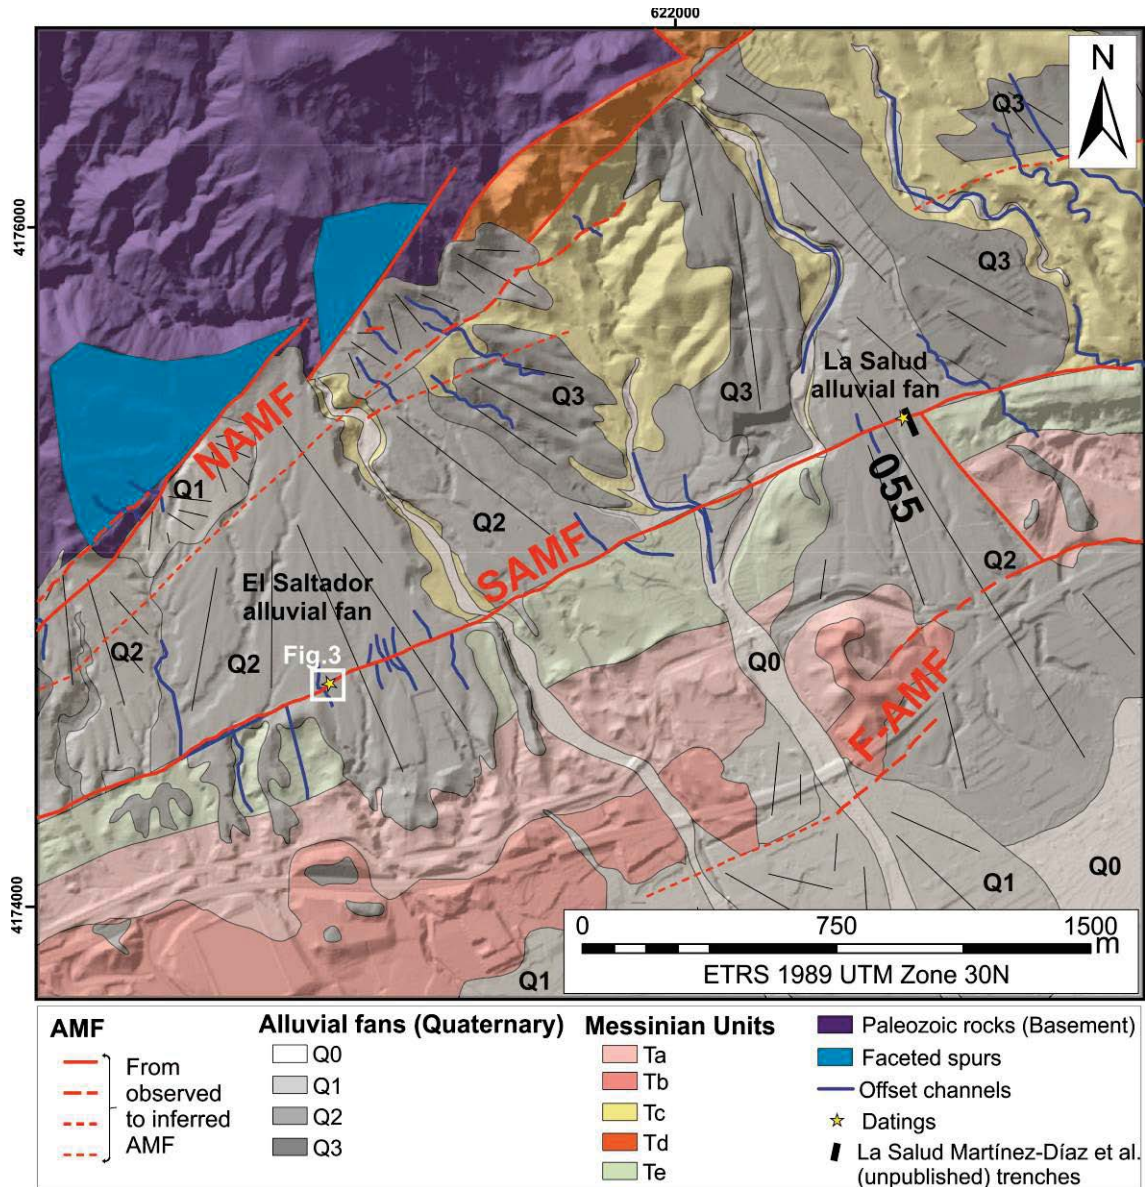 622000
N
4176000
4174000
Q3
Q3
Q3
Q3
La Salud
alluvial fan
055
NAMF
Q1
Q2
SAMF
Q2
El Saltador
alluvial fan
Fig.3
Q2
Q2
Q0
F-AMF
Q0
Q1
Q1
0 750 1500
m
ETRS 1989 UTM Zone 30N
AMF
From
observed
to inferred
AMF
Alluvial fans (Quaternary)
Q0
Q1
Q2
Q3
Messinian Units
Ta
Tb
Tc
Td
Te
Paleozoic rocks (Basement)
Faceted spurs
Offset channels
Datings
La Salud Martínez-Díaz et al.
(unpublished) trenches